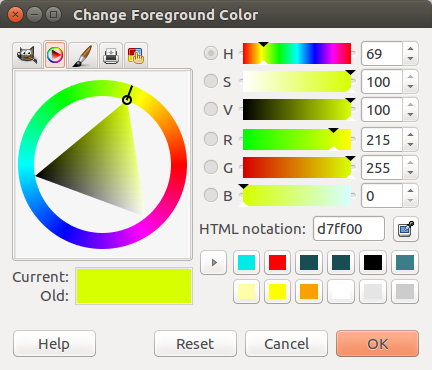 Change Foreground Color
H 69
S 100
V 100
R 215
G 255
B 0
HTML notation: d7ff00
Current:
Old:
Help Reset Cancel OK